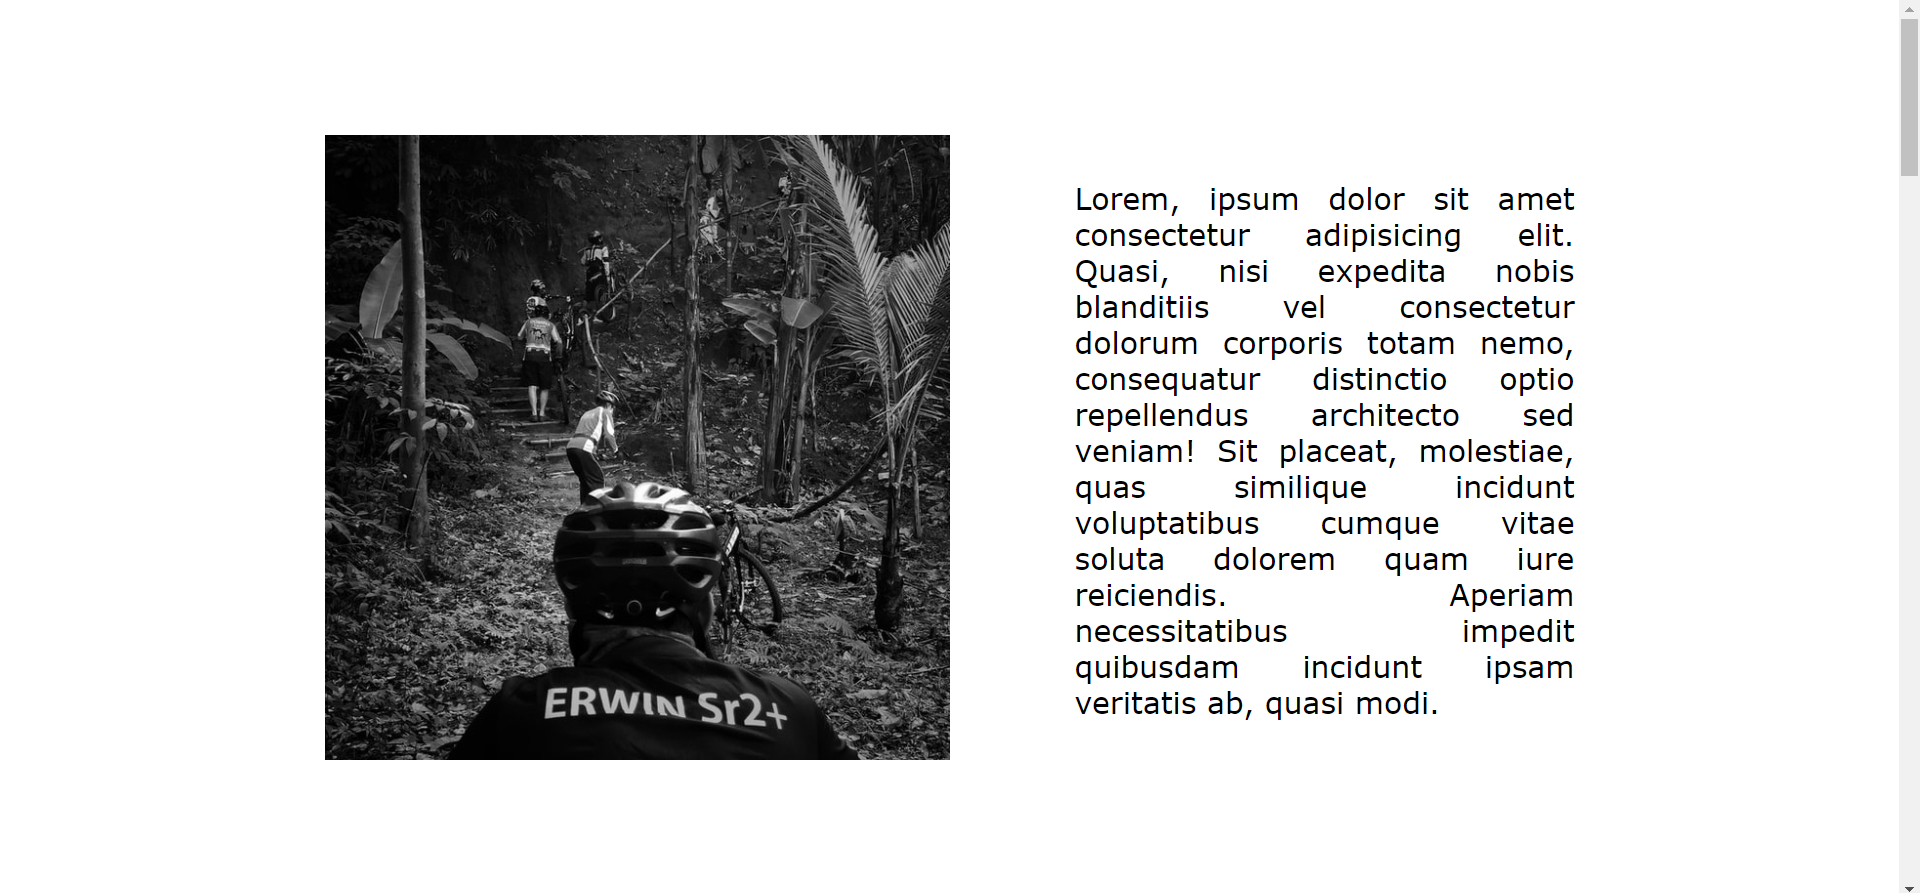 Lorem, ipsum dolor sit amet
consectetur adipisicing elit.
Quasi, nisi expedita nobis
blanditiis vel consectetur
dolorum corporis totam nemo,
consequatur distinctio optio
repellendus architecto sed
veniam! Sit placeat, molestiae,
quas similique incidunt
voluptatibus cumque vitae
soluta dolorem quam iure
reiciendis. Aperiam
necessitatibus impedit
quibusdam incidunt ipsam
veritatis ab, quasi modi.
ERWIN Sr2+